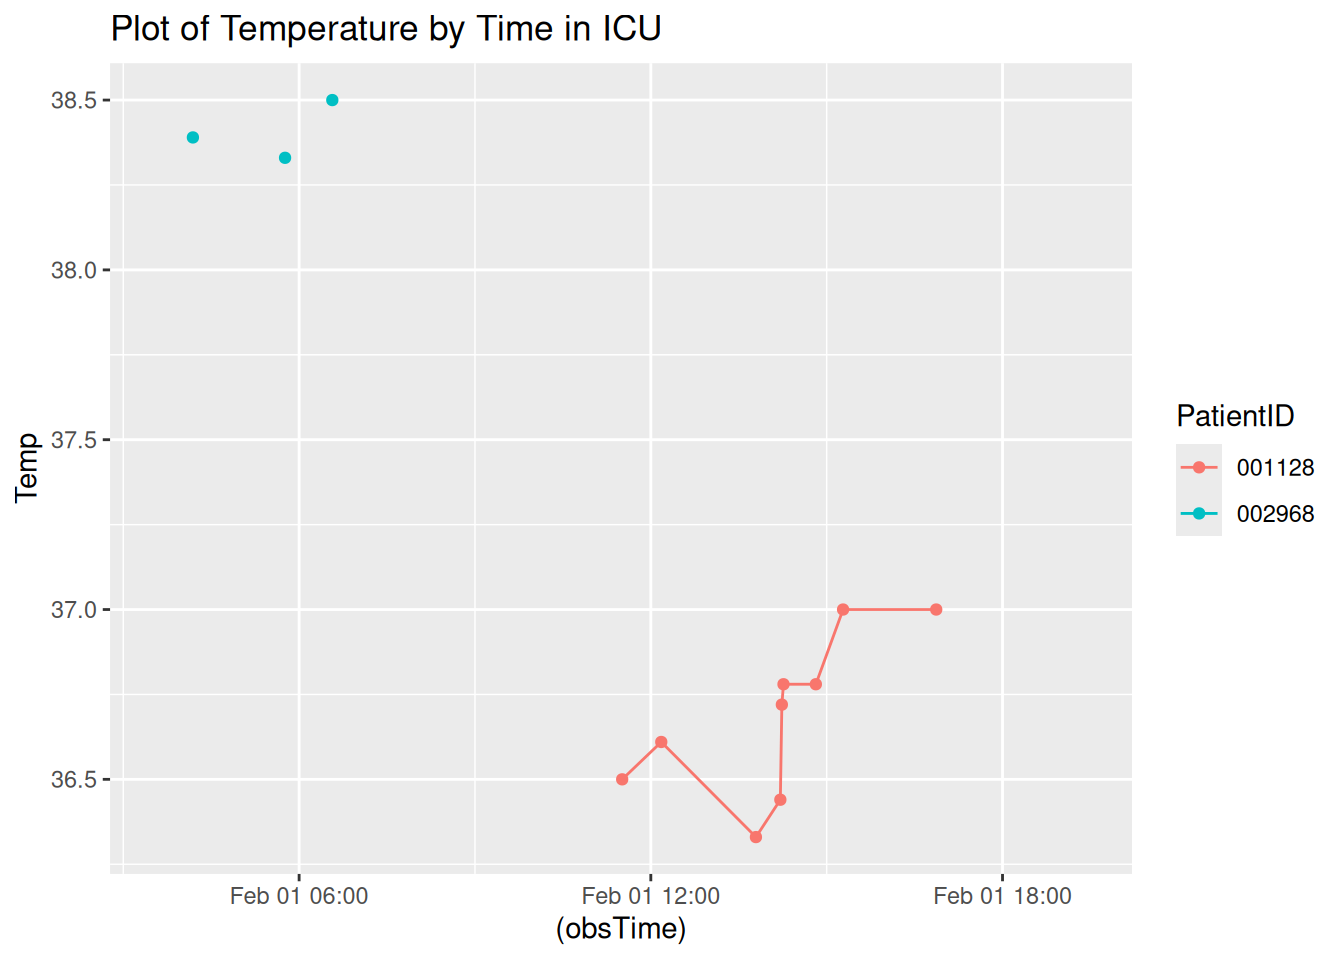 Plot of Temperature by Time in ICU
38.5
38.0
37.5
37.0
36.5
Temp
Feb 01 06:00
Feb 01 12:00
Feb 01 18:00
(obsTime)
PatientID
001128
002968